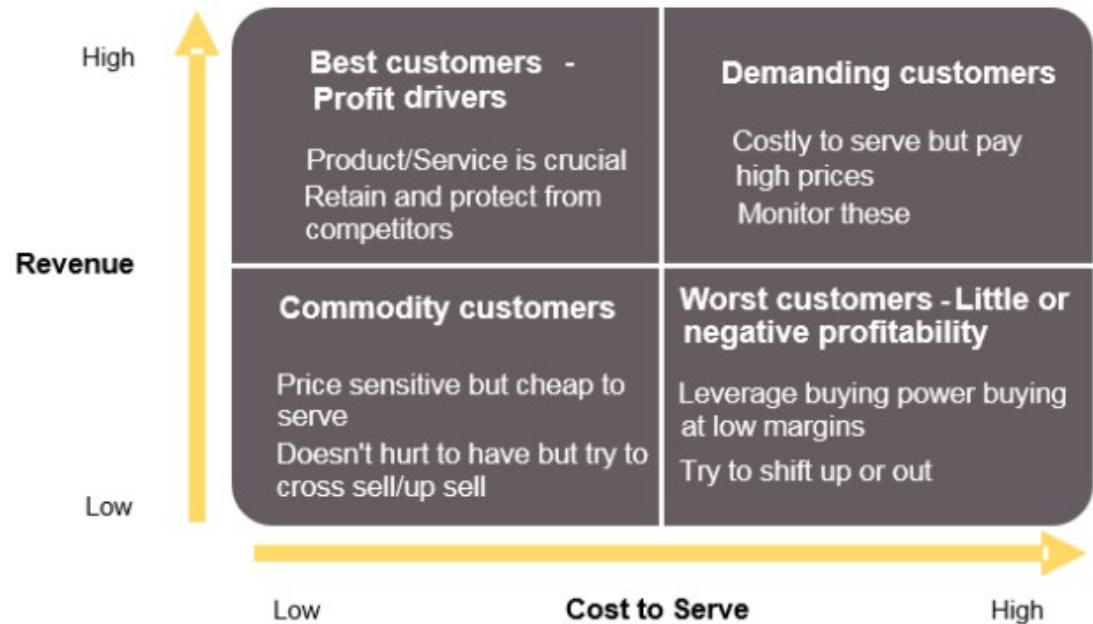 High
Best customers -
Profit drivers
Product/Service is crucial
Retain and protect from
competitors
Demanding customers
Costly to serve but pay
high prices
Monitor these
Revenue
Commodity customers
Price sensitive but cheap to
serve
Doesn't hurt to have but try to
cross sell/up sell
Worst customers - Little or
negative profitability
Leverage buying power buying
at low margins
Try to shift up or out
Low
Low
Cost to Serve
High